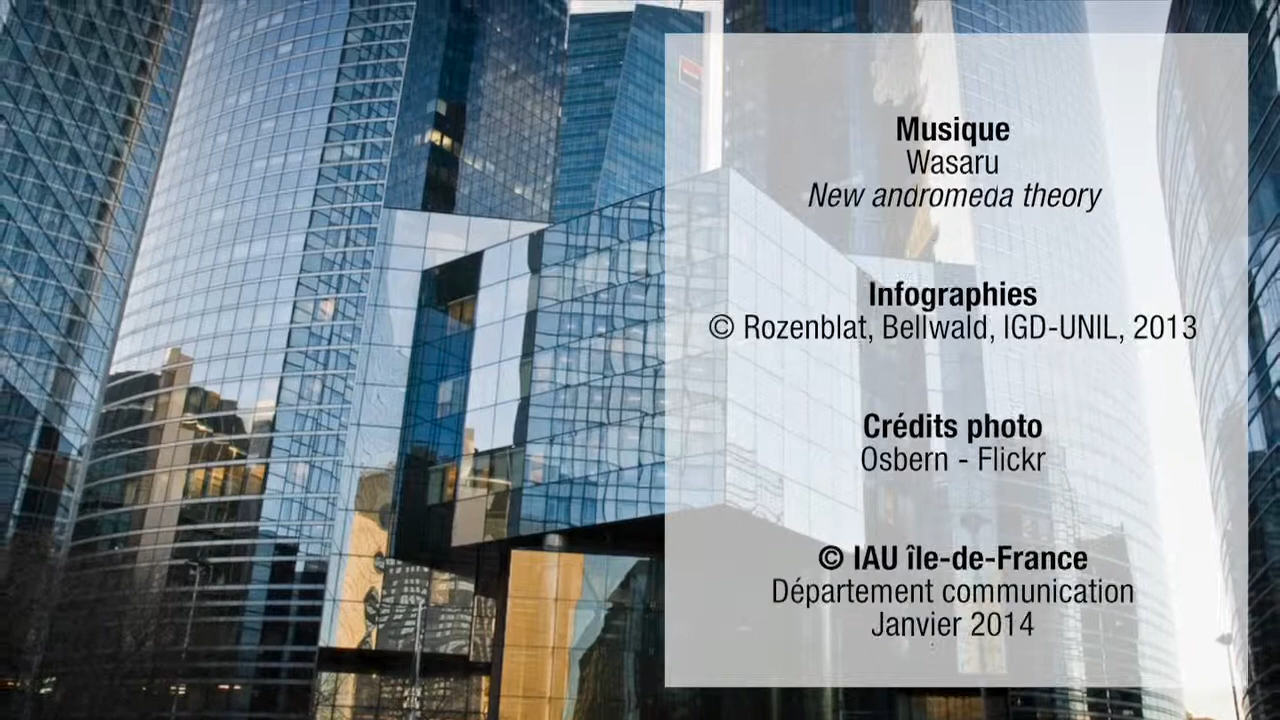 Musique
Wasaru
New andromeda theory
Infographies
© Rozenblat, Bellwald, IGD-UNIL, 2013
Crédits photo
Osbern - Flickr
© IAU île-de-France
Département communication
Janvier 2014